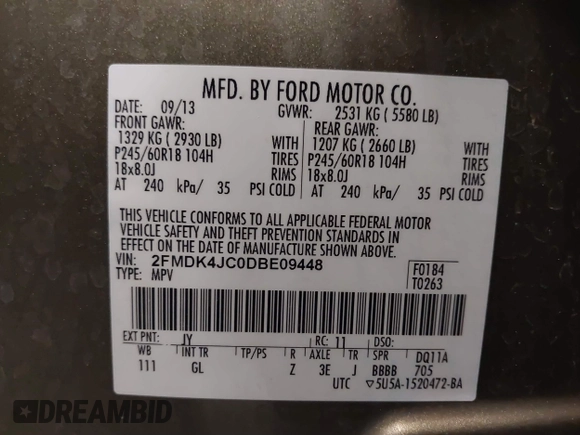 MFD. BY FORD MOTOR CO.
DATE: 09/13 GVWR: 2531 KG ( 5580 LB)
FRONT GAWR: REAR GAWR:
1329 KG ( 2930 LB) WITH 1207 KG ( 2660 LB) WITH
P245/60R18 104H TIRES P245/60R18 104H TIRES
18x8.0J RIMS 18x8.0J RIMS
AT 240 kPa/ 35 PSI COLD AT 240 kPa/ 35 PSI COLD
THIS VEHICLE CONFORMS TO ALL APPLICABLE FEDERAL MOTOR
VEHICLE SAFETY AND THEFT PREVENTION STANDARDS IN
EFFECT ON THE DATE OF MANUFACTURE SHOWN ABOVE.
VIN: 2FMDK4JC0DBE09448
TYPE: MPV
F0184
T0263
EXT PNT: JY RC: 11 DSO:
WB INT TR TP/PS R AXLE TR SPR DQ11A
111 GL Z 3E J BBBB 705
UTC ▽5U5A-1520472-BA
DREAMBID